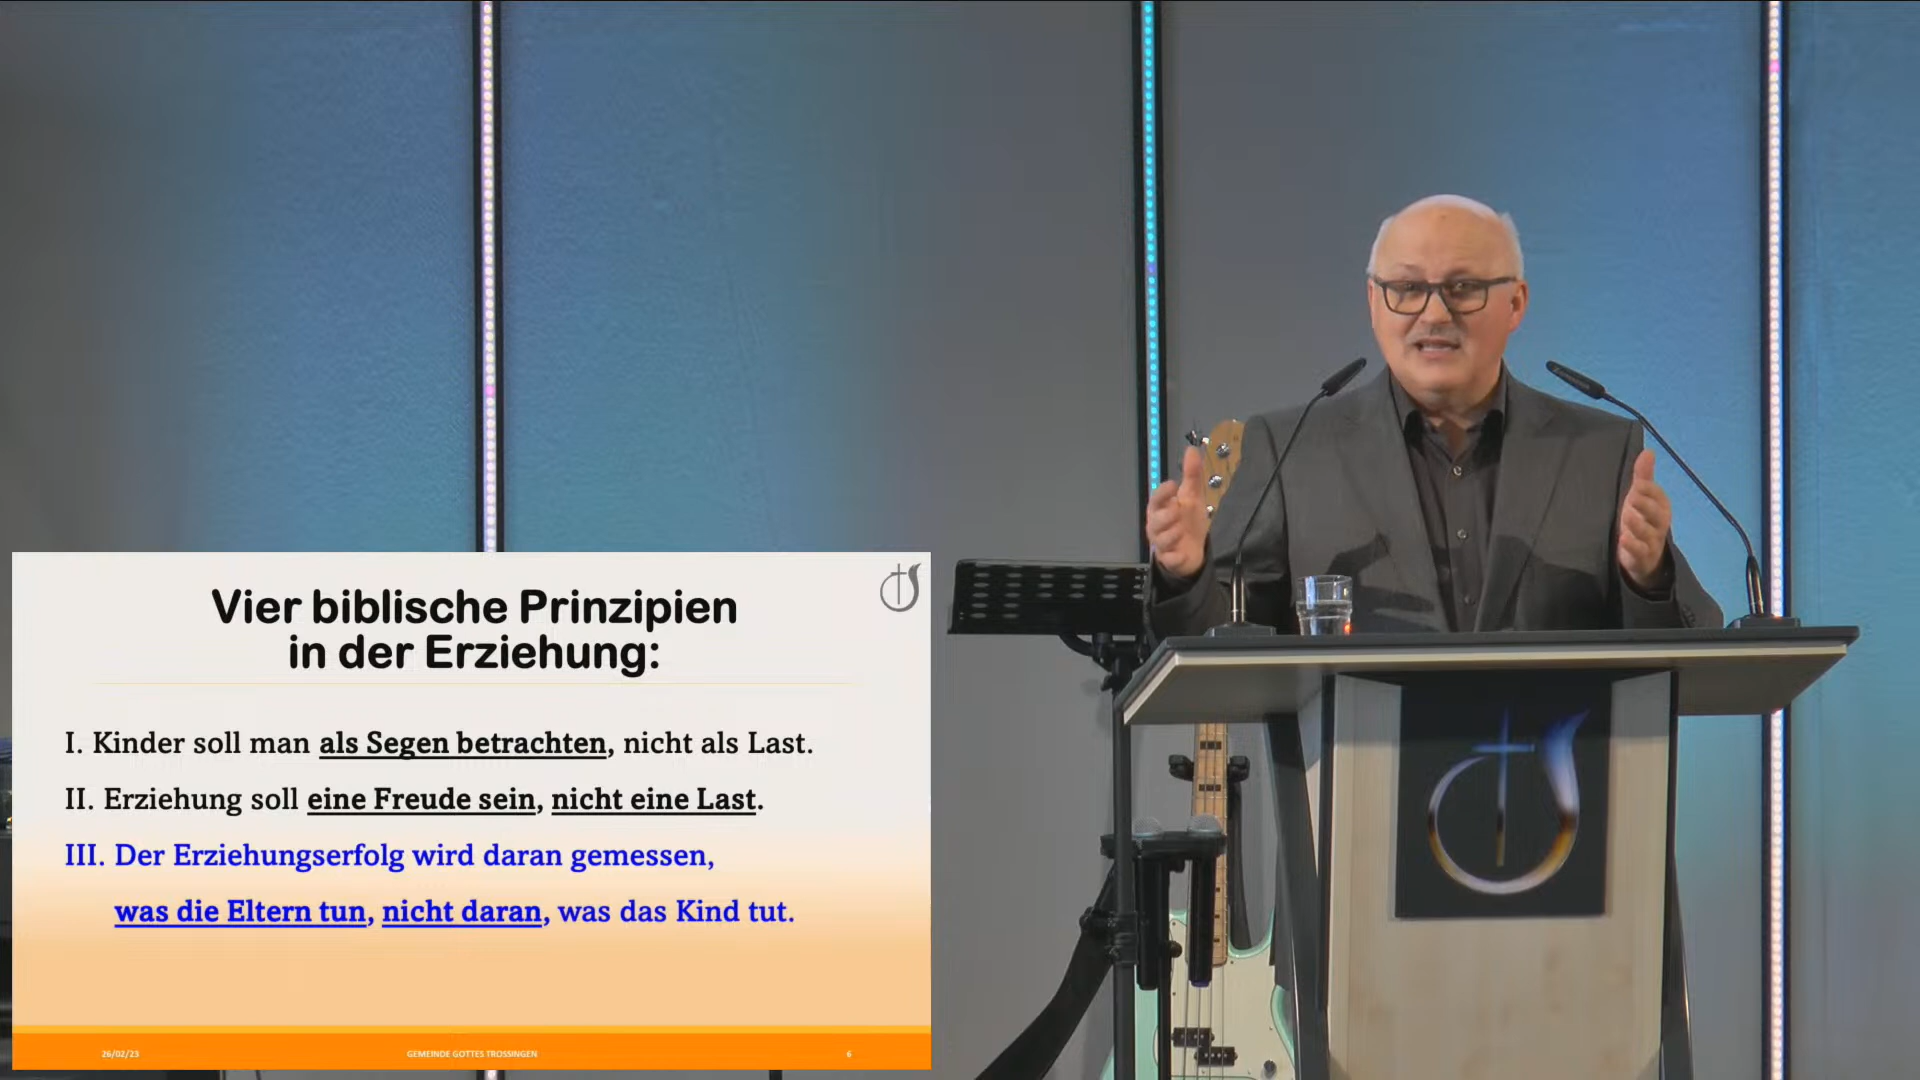 Vier biblische Prinzipien
in der Erziehung:
I. Kinder soll man als Segen betrachten, nicht als Last.
II. Erziehung soll eine Freude sein, nicht eine Last.
III. Der Erziehungserfolg wird daran gemessen,
was die Eltern tun, nicht daran, was das Kind tut.
26/02/23 GEMEINDE GOTTES TROSSINGEN 6